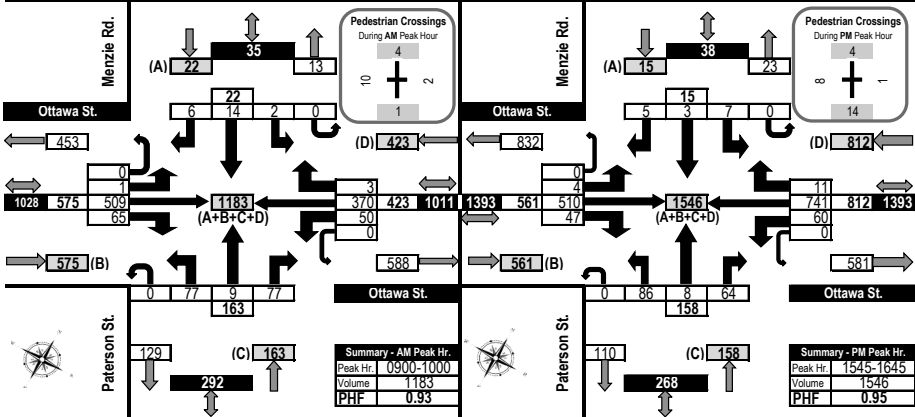 Menzie Rd.
35
(A) 22 13
Pedestrian Crossings
During AM Peak Hour
4
10 2
1
22
6 14 2 0
Ottawa St.
453
(D) 423
0
1
1028 575 509
65
1183
(A+B+C+D)
3
370 423 1011
50
0
575 (B)
588
0 77 9 77
163
Ottawa St.
Paterson St.
129 (C) 163
292
Summary - AM Peak Hr.
Peak Hr. 0900-1000
Volume 1183
PHF 0.93
Menzie Rd.
38
(A) 15 23
Pedestrian Crossings
During PM Peak Hour
4
8 1
14
15
5 3 7 0
Ottawa St.
832
(D) 812
0
4
1393 561 510
47
1546
(A+B+C+D)
11
741 812 1393
60
0
561 (B)
581
0 86 8 64
158
Ottawa St.
Paterson St.
110 (C) 158
268
Summary - PM Peak Hr.
Peak Hr. 1545-1645
Volume 1546
PHF 0.95